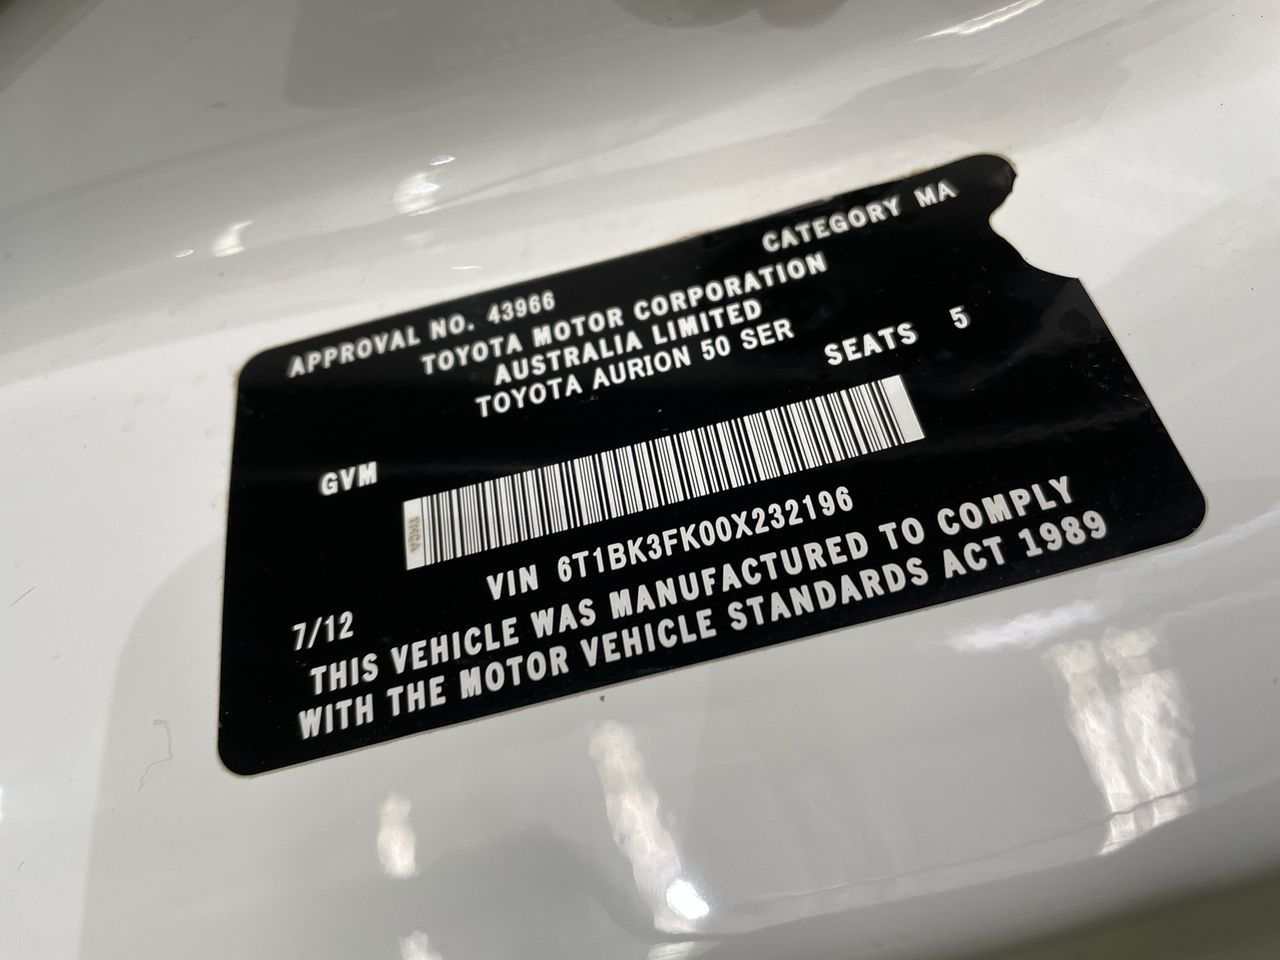 APPROVAL NO. 43966 CATEGORY MA
TOYOTA MOTOR CORPORATION
AUSTRALIA LIMITED
TOYOTA AURION 50 SER
SEATS 5
GVM
VIN 6T1BK3FK00X232196
7/12
THIS VEHICLE WAS MANUFACTURED TO COMPLY
WITH THE MOTOR VEHICLE STANDARDS ACT 1989